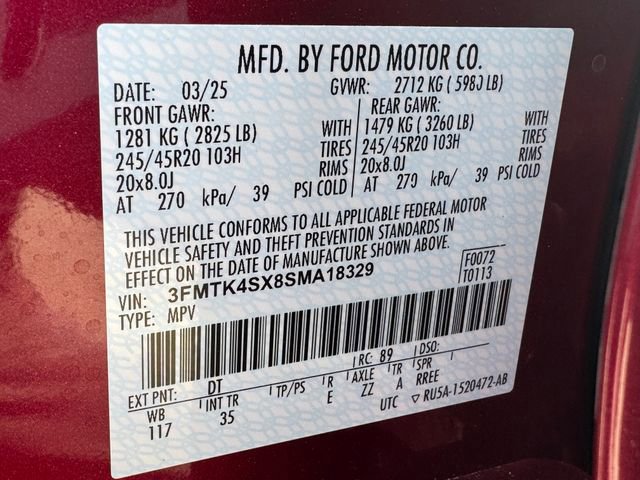 MFD. BY FORD MOTOR CO.
DATE: 03/25 GVWR: 2712 KG ( 5980 LB)
FRONT GAWR: REAR GAWR:
1281 KG ( 2825 LB) WITH 1479 KG ( 3260 LB) WITH
245/45R20 103H TIRES 245/45R20 103H TIRES
20x8.0J RIMS 20x8.0J RIMS
AT 270 kPa/ 39 PSI COLD AT 270 kPa/ 39 PSI COLD
THIS VEHICLE CONFORMS TO ALL APPLICABLE FEDERAL MOTOR
VEHICLE SAFETY AND THEFT PREVENTION STANDARDS IN
EFFECT ON THE DATE OF MANUFACTURE SHOWN ABOVE.
VIN: 3FMTK4SX8SMA18329 F0072
TYPE: MPV T0113
EXT PNT: DT RC: 89 DSO:
WB INT TR TP/PS R AXLE TR SPR
117 35 E ZZ A RREE
UTC RU5A-1520472-AB